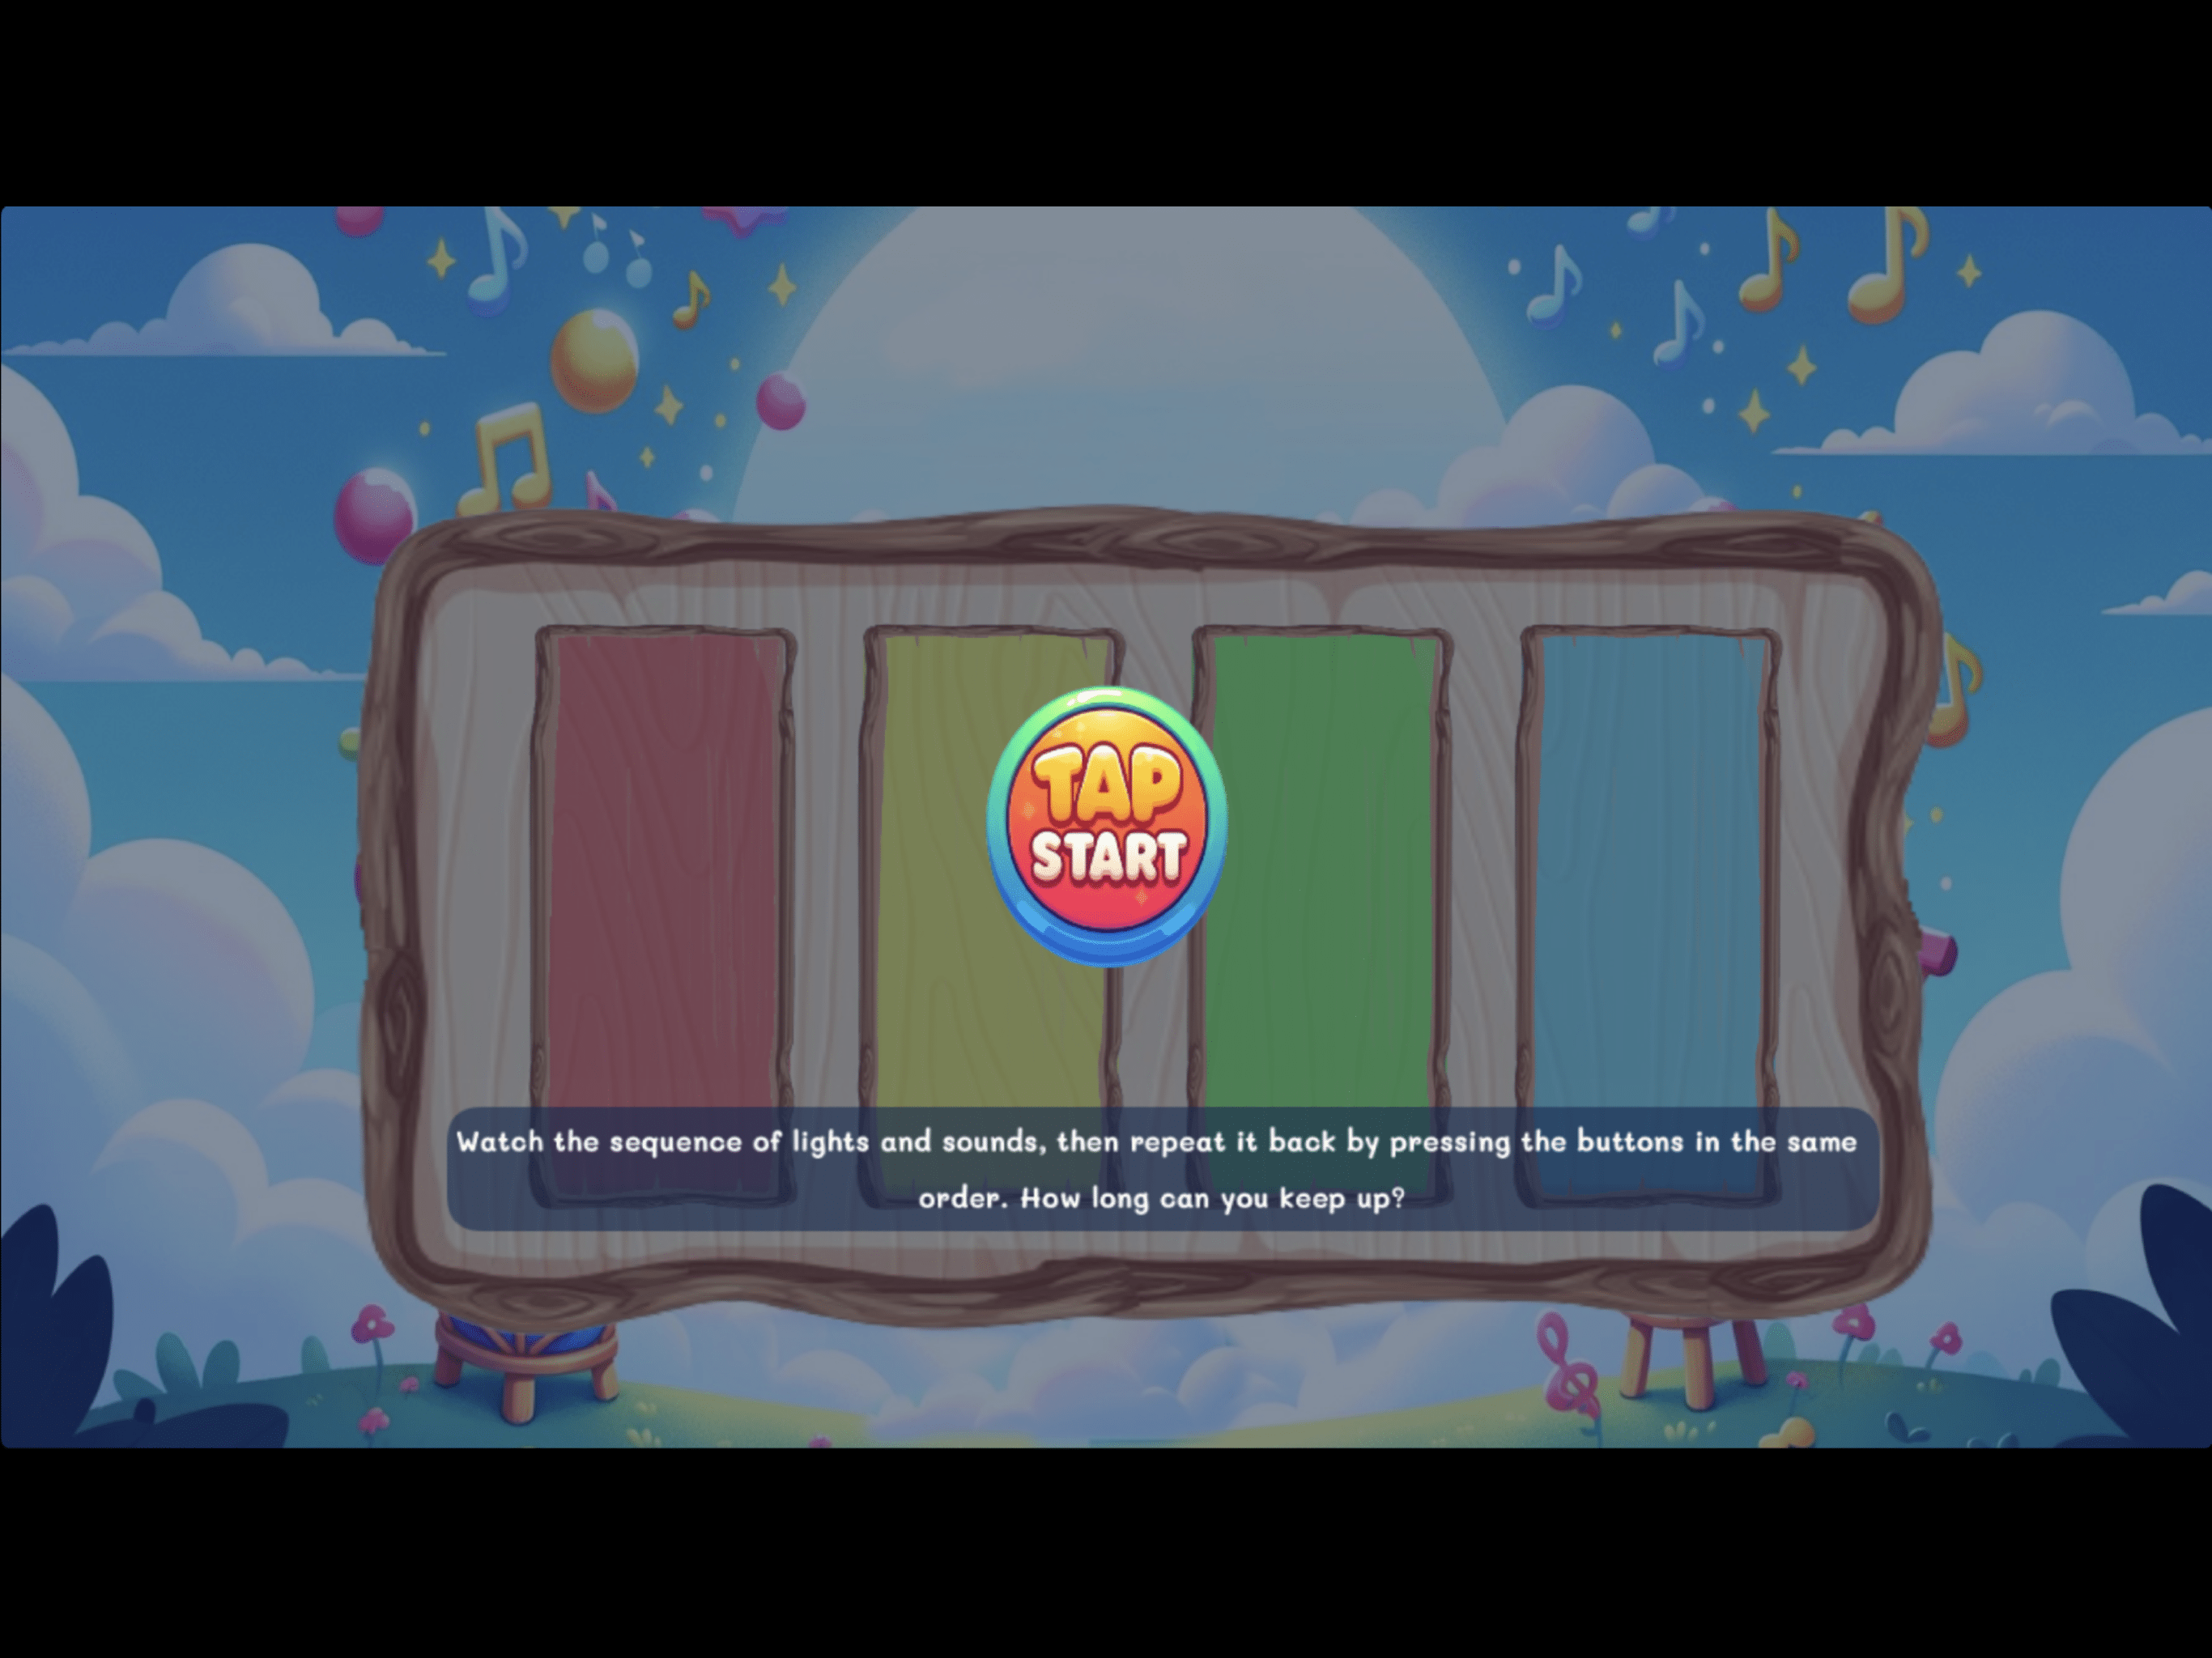 TAP
START
Watch the sequence of lights and sounds, then repeat it back by pressing the buttons in the same
order. How long can you keep up?